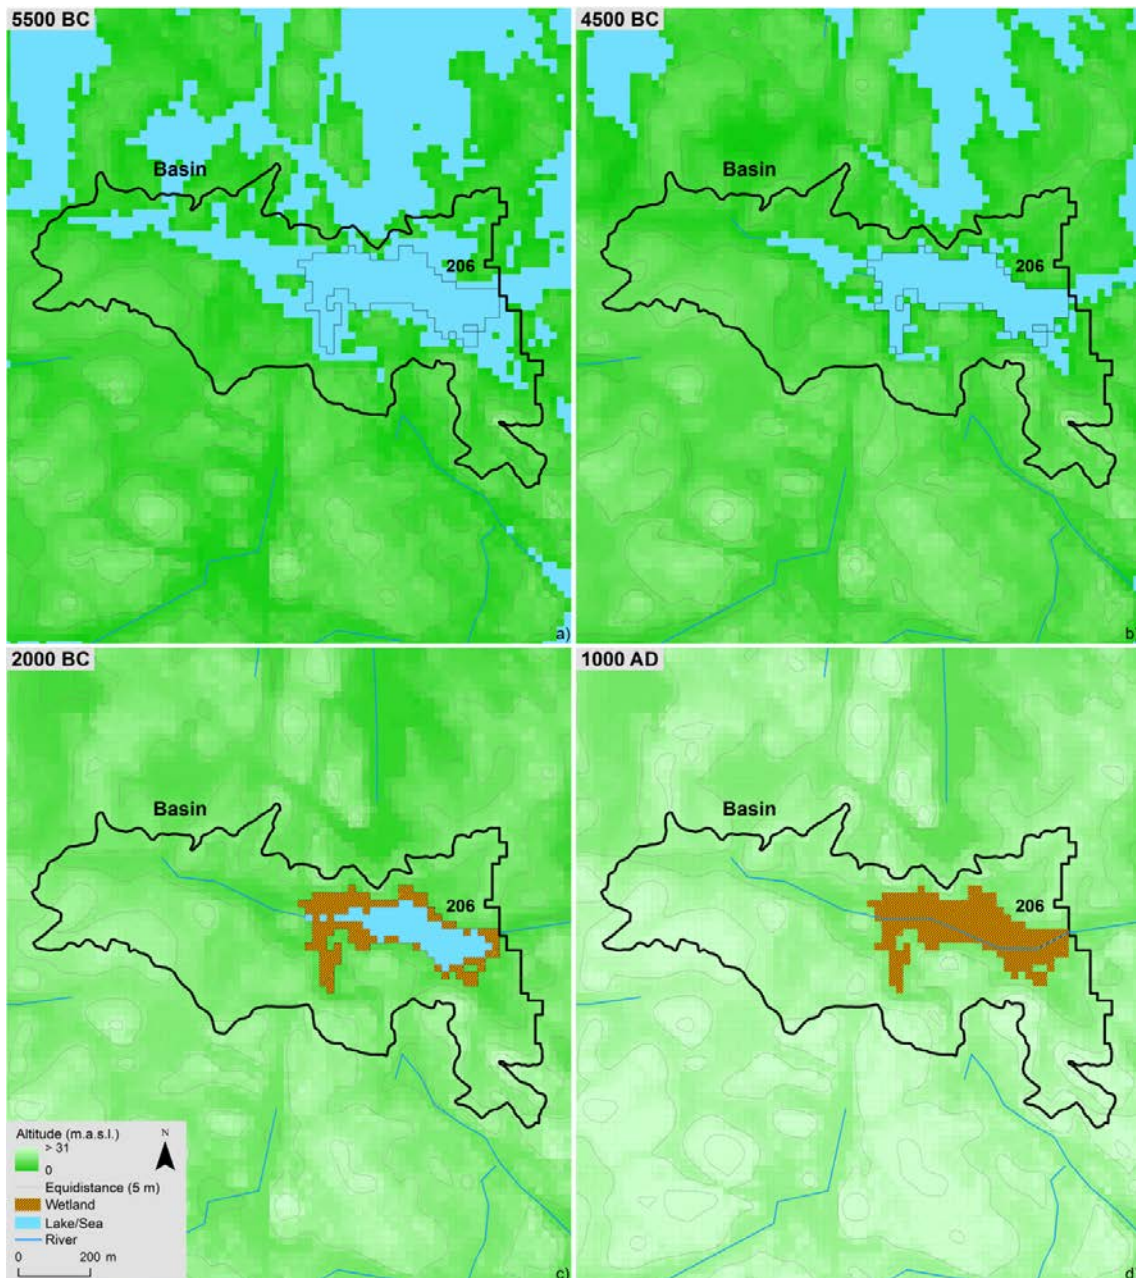 5500 BC
Basin
206
a)
4500 BC
Basin
206
b)
2000 BC
Basin
206
Altitude (m.a.s.l.)
> 31
0
N
Equidistance (5 m)
Wetland
Lake/Sea
River
0 200 m
c)
1000 AD
Basin
206
d)